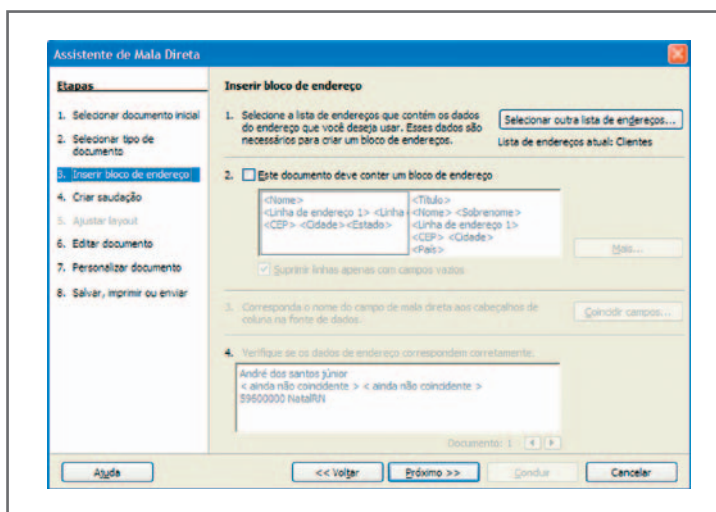 Assistente de Mala Direta
Etapas
1. Selecionar documento inicial
2. Selecionar tipo de
documento
3. Inserir bloco de endereço
4. Criar saudação
5. Ajustar layout
6. Editar documento
7. Personalizar documento
8. Salvar, imprimir ou enviar
Inserir bloco de endereço
1. Selecione a lista de endereços que contém os dados
do endereço que você deseja usar. Esses dados são
necessários para criar um bloco de endereços.
Selecionar outra lista de endereços...
Lista de endereços atual: Clientes
2. Este documento deve conter um bloco de endereço
<Nome>
<Linha de endereço 1> <Linha
<CEP> <Cidade><Estado>
<Título>
<Nome> <Sobrenome>
<Linha de endereço 1>
<CEP> <Cidade>
<País>
Mais...
Suprimir linhas apenas com campos vazios
3. Corresponda o nome do campo de mala direta aos cabeçalhos de
coluna na fonte de dados.
Coincidir campos...
4. Verifique se os dados de endereço correspondem corretamente.
André dos santos júnior
< ainda não coincidente > < ainda não coincidente >
59600000 NatalRN
Documento: 1
Ajuda
<< Voltar
Próximo >>
Concluir
Cancelar